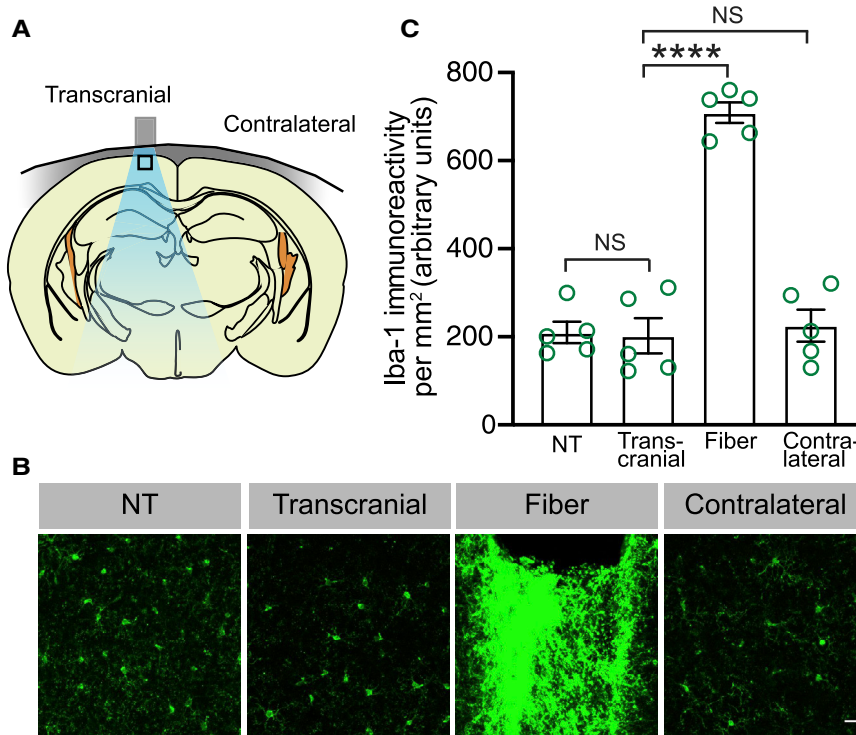 A
Transcranial
Contralateral
C
NS
****
NS
Iba-1 immunoreactivity
per mm² (arbitrary units)
800
600
400
200
0
NT
Trans-
cranial
Fiber
Contra-
lateral
B
NT
Transcranial
Fiber
Contralateral